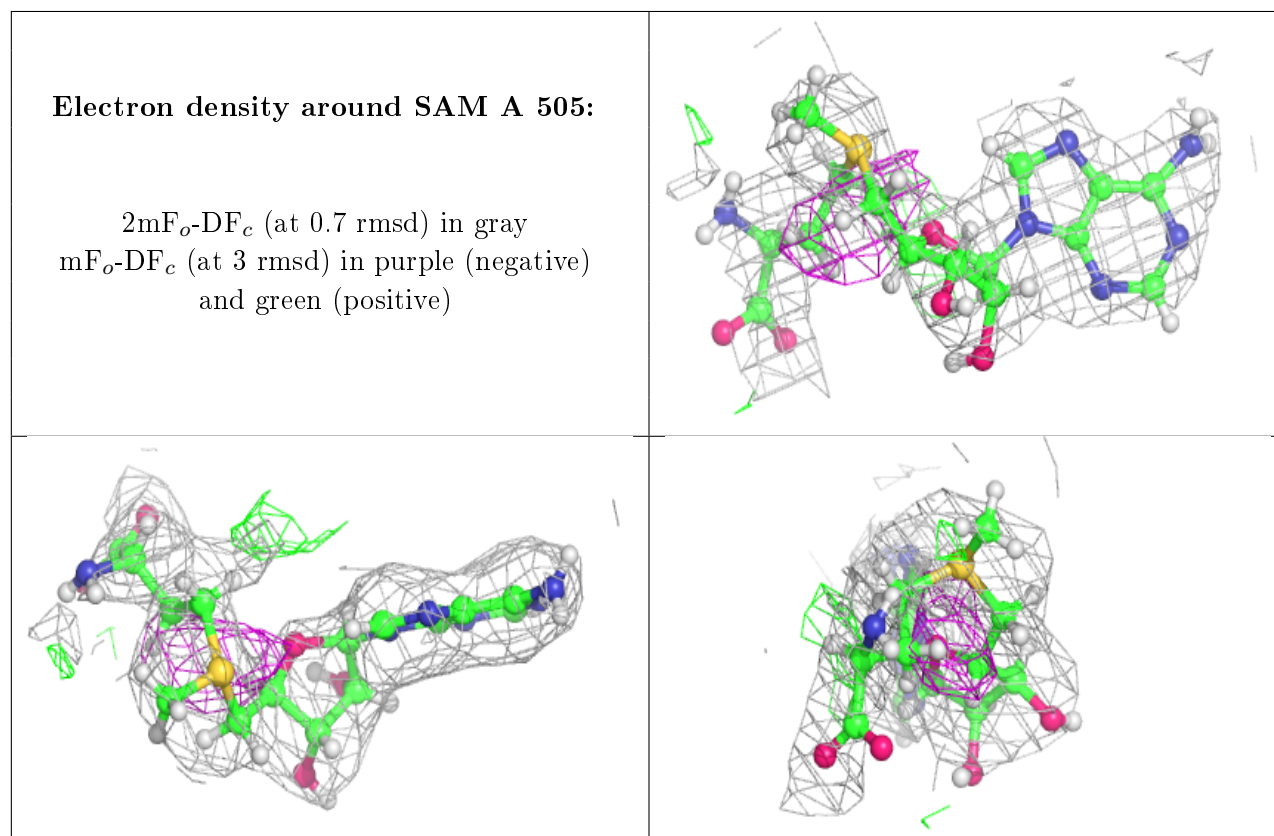 Electron density around SAM A 505:
2mFo-DFc (at 0.7 rmsd) in gray
mFo-DFc (at 3 rmsd) in purple (negative)
and green (positive)